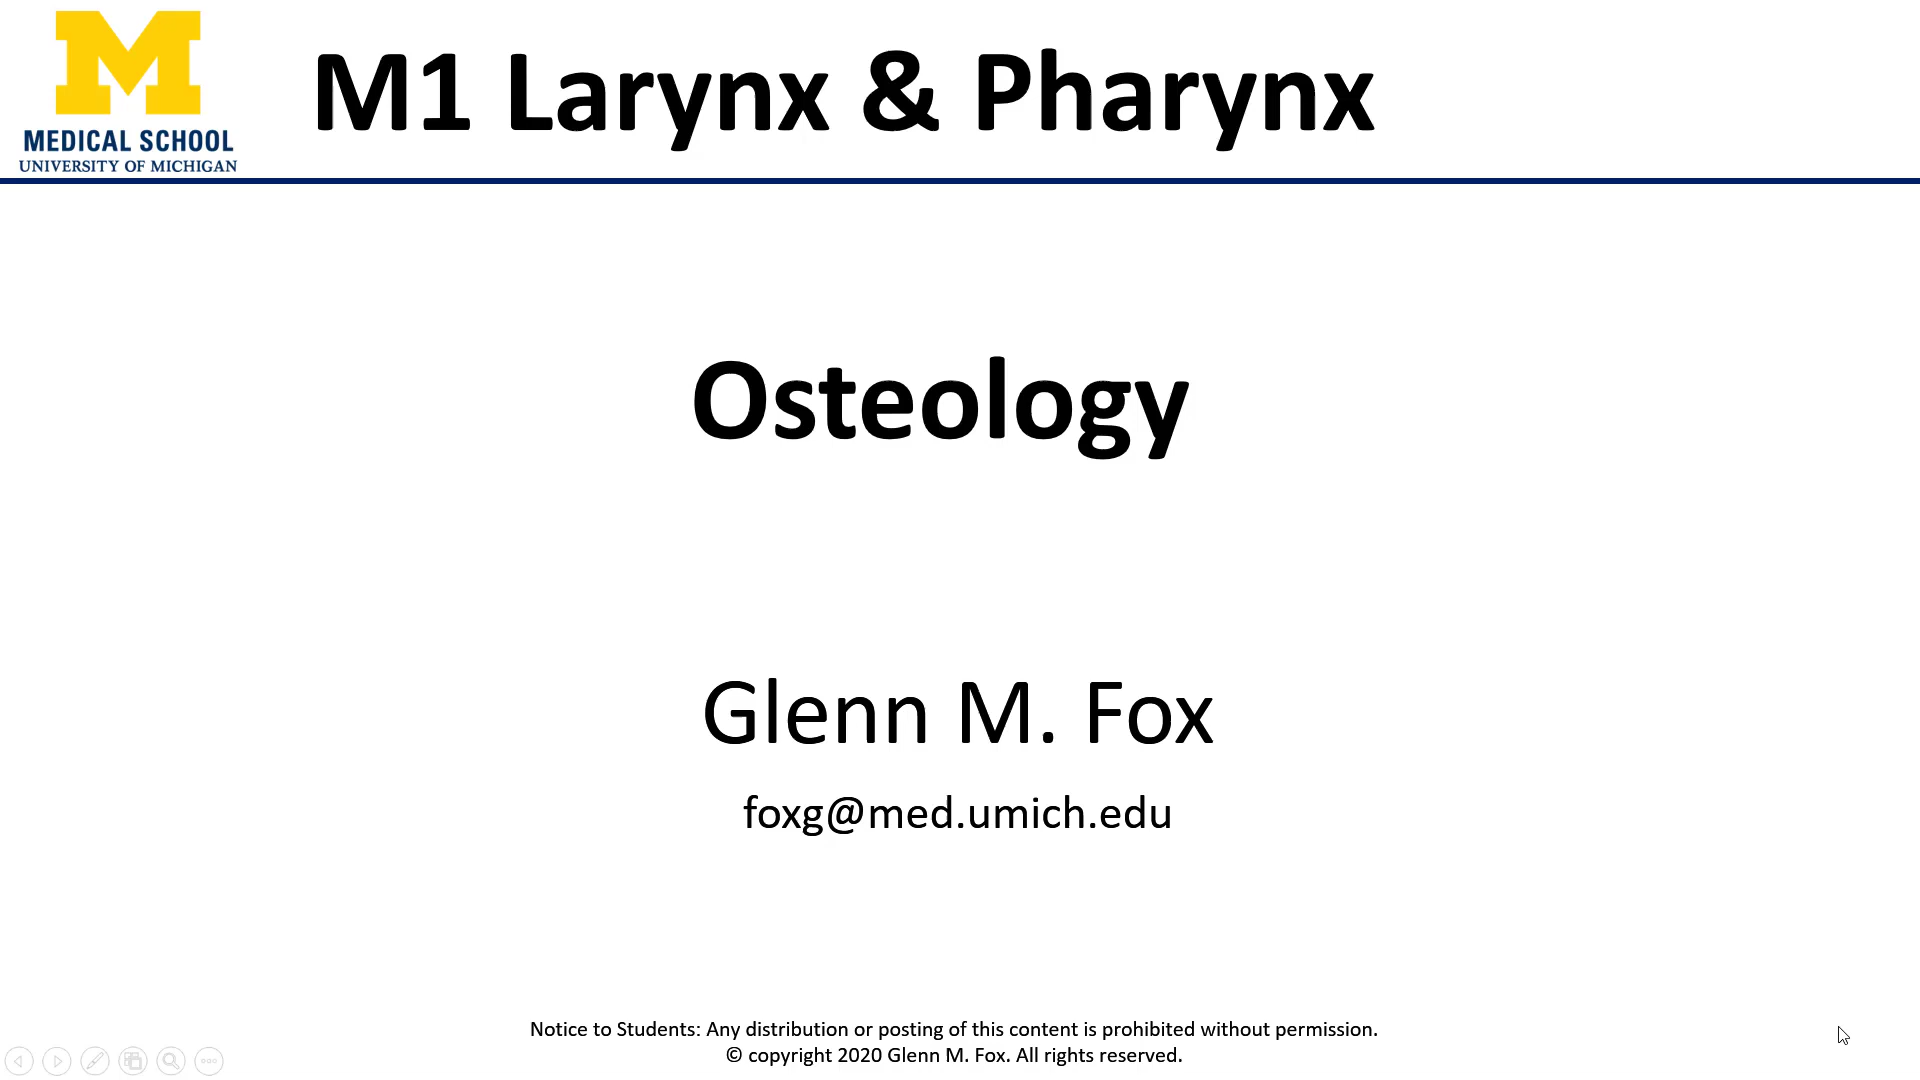 M
MEDICAL SCHOOL
UNIVERSITY OF MICHIGAN
M1 Larynx & Pharynx
Osteology
Glenn M. Fox
foxg@med.umich.edu
Notice to Students: Any distribution or posting of this content is prohibited without permission.
© copyright 2020 Glenn M. Fox. All rights reserved.